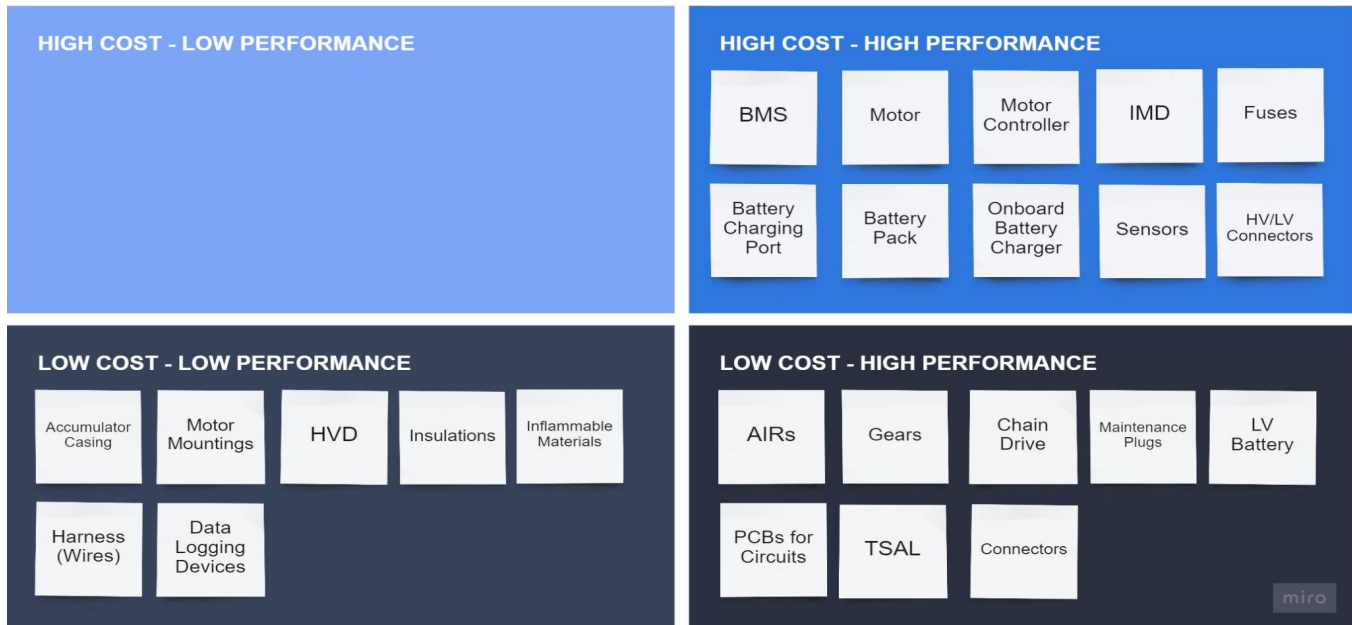 HIGH COST - LOW PERFORMANCE
HIGH COST - HIGH PERFORMANCE
BMS
Motor
Motor
Controller
IMD
Fuses
Battery
Charging
Port
Battery
Pack
Onboard
Battery
Charger
Sensors
HV/LV
Connectors
LOW COST - LOW PERFORMANCE
Accumulator
Casing
Motor
Mountings
HVD
Insulations
Inflammable
Materials
Harness
(Wires)
Data
Logging
Devices
LOW COST - HIGH PERFORMANCE
AIRs
Gears
Chain
Drive
Maintenance
Plugs
LV
Battery
PCBs for
Circuits
TSAL
Connectors
miro